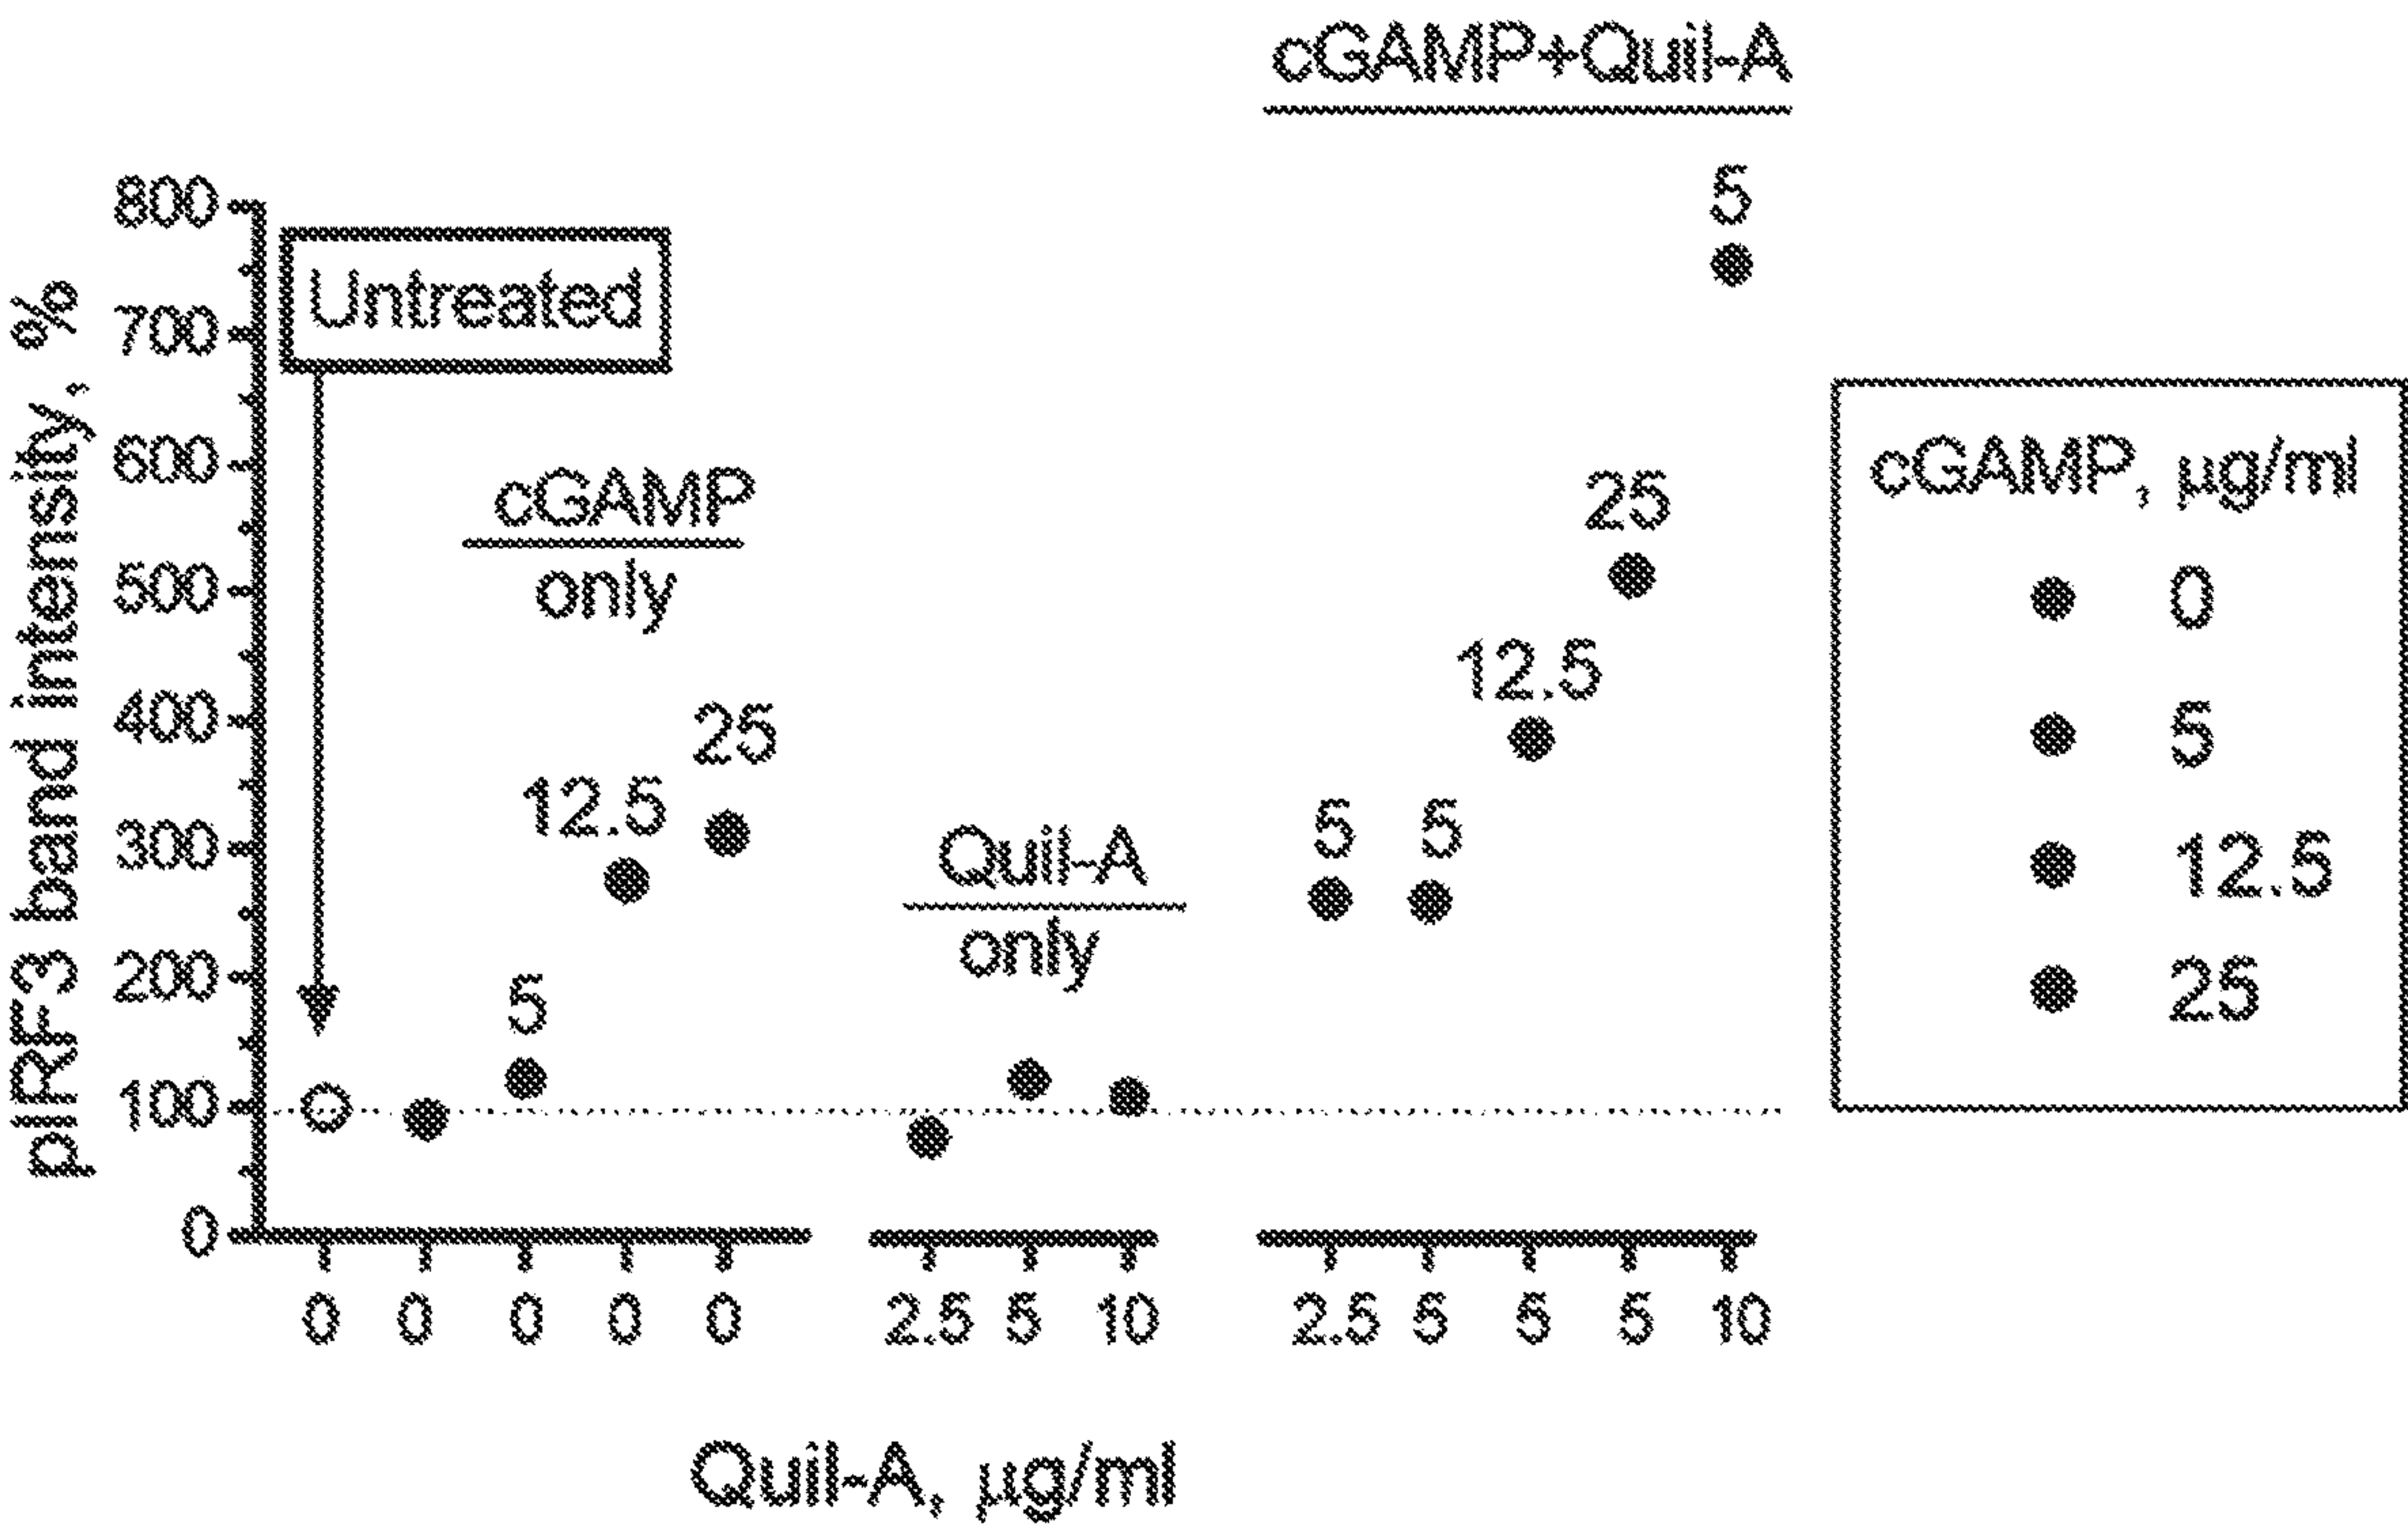 cGAMP+Quil-A
800
700
600
500
400
300
200
100
0
pIRF3 band intensity, %
Untreated
cGAMP
only
5
12.5
25
Quil-A
only
5
5
12.5
25
5
cGAMP, µg/ml
0
5
12.5
25
0 0 0 0 0 2.5 5 10 2.5 5 5 5 10
Quil-A, µg/ml